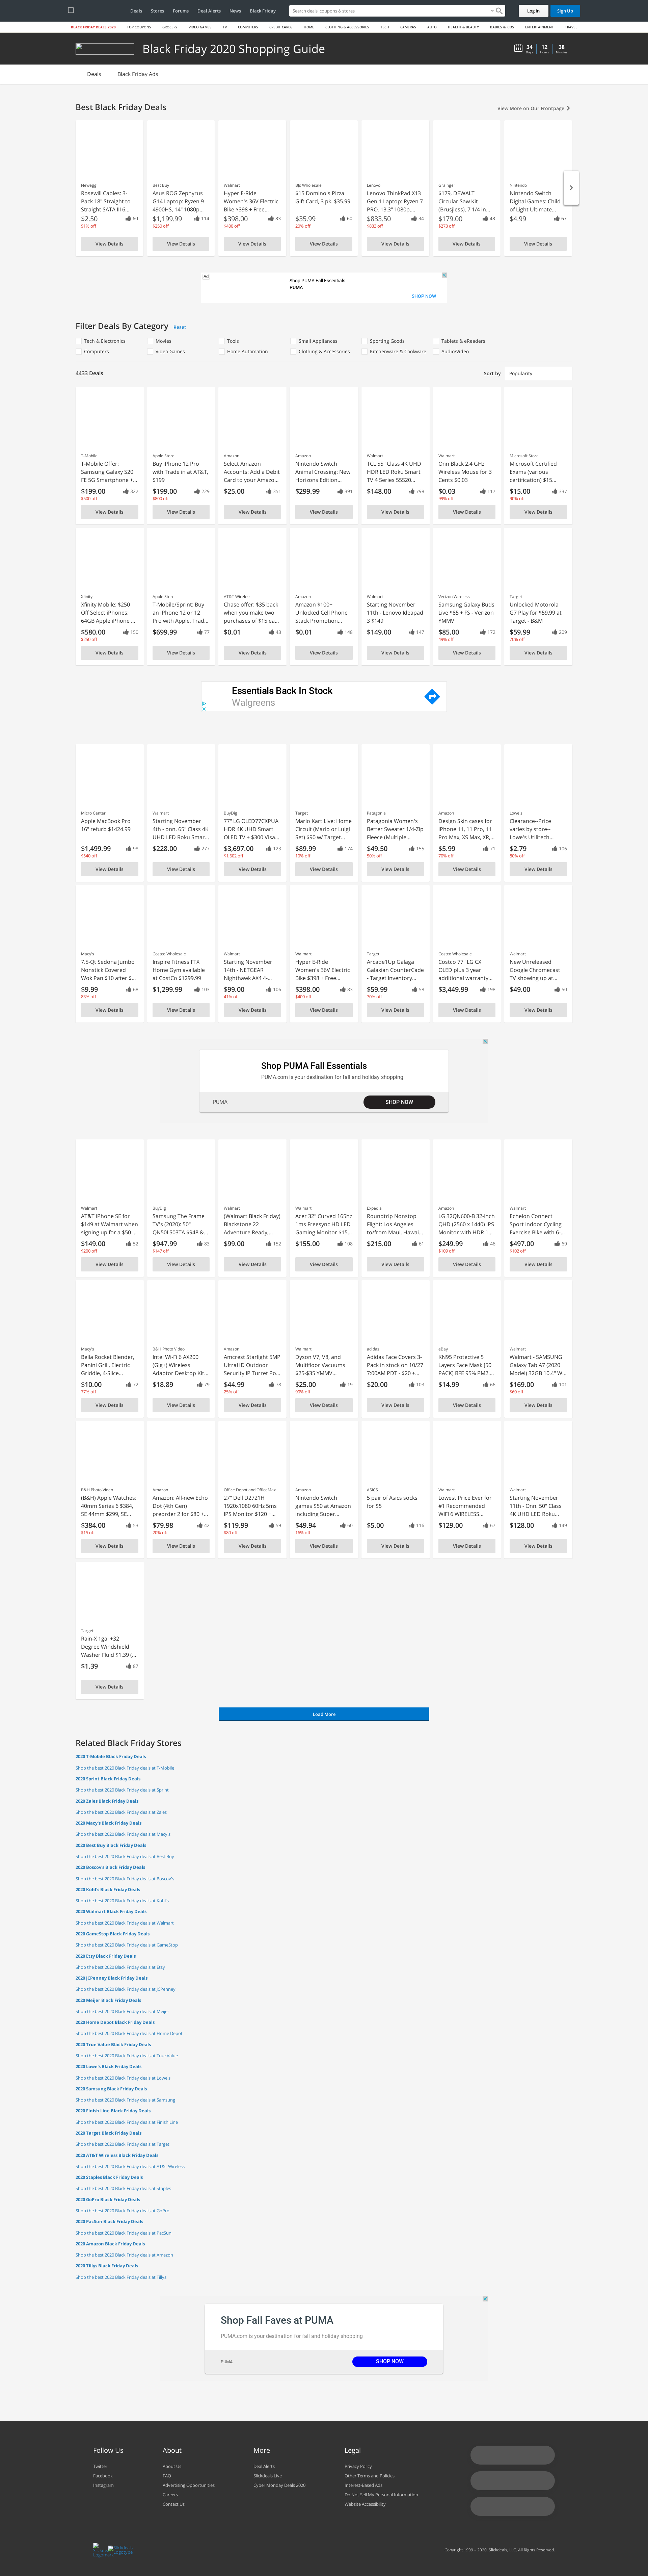 Deals
Stores
Forums
Deal Alerts
News
Black Friday
Search deals, coupons & stores
Log In
Sign Up
BLACK FRIDAY DEALS 2020
TOP COUPONS
GROCERY
VIDEO GAMES
TV
COMPUTERS
CREDIT CARDS
HOME
CLOTHING & ACCESSORIES
TECH
CAMERAS
AUTO
HEALTH & BEAUTY
BABIES & KIDS
ENTERTAINMENT
TRAVEL
Black Friday 2020 Shopping Guide
34 Days
12 Hours
38 Minutes
Deals
Black Friday Ads
Best Black Friday Deals
View More on Our Frontpage
Newegg
Rosewill Cables: 3-Pack 18" Straight to Straight SATA III 6...
$2.50
60
91% off
View Details
Best Buy
Asus ROG Zephyrus G14 Laptop: Ryzen 9 4900HS, 14" 1080p...
$1,199.99
114
$250 off
View Details
Walmart
Hyper E-Ride Women's 36V Electric Bike $398 + Free...
$398.00
83
$400 off
View Details
BJs Wholesale
$15 Domino's Pizza Gift Card, 3 pk. $35.99
$35.99
60
20% off
View Details
Lenovo
Lenovo ThinkPad X13 Gen 1 Laptop: Ryzen 7 PRO, 13.3" 1080p,...
$833.50
34
$833 off
View Details
Grainger
$179, DEWALT Circular Saw Kit (Brusjless), 7 1/4 in...
$179.00
48
$273 off
View Details
Nintendo
Nintendo Switch Digital Games: Child of Light Ultimate...
$4.99
67
View Details
Ad
Shop PUMA Fall Essentials
PUMA
SHOP NOW
Filter Deals By Category
Reset
Tech & Electronics
Movies
Tools
Small Appliances
Sporting Goods
Tablets & eReaders
Computers
Video Games
Home Automation
Clothing & Accessories
Kitchenware & Cookware
Audio/Video
4433 Deals
Sort by
Popularity
T-Mobile
T-Mobile Offer: Samsung Galaxy S20 FE 5G Smartphone +...
$199.00
322
$500 off
View Details
Apple Store
Buy iPhone 12 Pro with Trade in at AT&T, $199
$199.00
229
$800 off
View Details
Amazon
Select Amazon Accounts: Add a Debit Card to your Amazo...
$25.00
351
View Details
Amazon
Nintendo Switch Animal Crossing: New Horizons Edition...
$299.99
391
View Details
Walmart
TCL 55" Class 4K UHD HDR LED Roku Smart TV 4 Series 55S20...
$148.00
798
View Details
Walmart
Onn Black 2.4 GHz Wireless Mouse for 3 Cents $0.03
$0.03
117
99% off
View Details
Microsoft Store
Microsoft Certified Exams (various certification) $15...
$15.00
337
90% off
View Details
Xfinity
Xfinity Mobile: $250 Off Select iPhones: 64GB Apple iPhone ...
$580.00
150
$250 off
View Details
Apple Store
T-Mobile/Sprint: Buy an iPhone 12 or 12 Pro with Apple, Trad...
$699.99
77
View Details
AT&T Wireless
Chase offer: $35 back when you make two purchases of $15 ea...
$0.01
43
View Details
Amazon
Amazon $100+ Unlocked Cell Phone Stack Promotion...
$0.01
148
View Details
Walmart
Starting November 11th - Lenovo Ideapad 3 $149
$149.00
147
View Details
Verizon Wireless
Samsung Galaxy Buds Live $85 + FS - Verizon YMMV
$85.00
172
49% off
View Details
Target
Unlocked Motorola G7 Play for $59.99 at Target - B&M
$59.99
209
70% off
View Details
Essentials Back In Stock
Walgreens
Micro Center
Apple MacBook Pro 16" refurb $1424.99
$1,499.99
56
$540 off
View Details
Walmart
Starting November 4th - onn. 65" Class 4K UHD LED Roku Smar...
$228.00
277
View Details
BuyDig
77" LG OLED77CXPUA HDR 4K UHD Smart OLED TV + $300 Visa...
$3,697.00
123
$1,602 off
View Details
Target
Mario Kart Live: Home Circuit (Mario or Luigi Set) $90 w/ Target...
$89.99
174
10% off
View Details
Patagonia
Patagonia Women's Better Sweater 1/4-Zip Fleece (Multiple...
$49.50
155
50% off
View Details
Amazon
Design Skin cases for iPhone 11, 11 Pro, 11 Pro Max, XS Max, XR,...
$5.99
71
70% off
View Details
Lowe's
Clearance--Price varies by store--Lowe's Utilitech...
$2.79
106
80% off
View Details
Macy's
7.5-Qt Sedona Jumbo Nonstick Covered Wok Pan $10 after $...
$9.99
68
83% off
View Details
Costco Wholesale
Inspire Fitness FTX Home Gym available at CostCo $1299.99
$1,299.99
103
View Details
Walmart
Starting November 14th - NETGEAR Nighthawk AX4 4-...
$99.00
106
41% off
View Details
Walmart
Hyper E-Ride Women's 36V Electric Bike $398 + Free...
$398.00
83
$400 off
View Details
Target
Arcade1Up Galaga Galaxian CounterCade - Target Inventory...
$59.99
58
70% off
View Details
Costco Wholesale
Costco 77" LG CX OLED plus 3 year additional warranty...
$3,449.99
198
View Details
Walmart
New Unreleased Google Chromecast TV showing up at...
$49.00
50
View Details
Shop PUMA Fall Essentials
PUMA.com is your destination for fall and holiday shopping
PUMA
SHOP NOW
Walmart
AT&T iPhone SE for $149 at Walmart when signing up for a $50 ...
$149.00
52
$250 off
View Details
BuyDig
Samsung The Frame TV's (2020): 50" QN50LS03TA $948 &...
$947.99
83
$147 off
View Details
Walmart
(Walmart Black Friday) Blackstone 22 Adventure Ready,...
$99.00
152
View Details
Walmart
Acer 32" Curved 165hz 1ms Freesync HD LED Gaming Monitor $15...
$155.00
108
View Details
Expedia
Roundtrip Nonstop Flight: Los Angeles to/from Maui, Hawai...
$215.00
61
View Details
Amazon
LG 32QN600-B 32-Inch QHD (2560 x 1440) IPS Monitor with HDR 1...
$249.99
46
$109 off
View Details
Walmart
Echelon Connect Sport Indoor Cycling Exercise Bike with 6-...
$497.00
69
$102 off
View Details
Macy's
Bella Rocket Blender, Panini Grill, Electric Griddle, 4-Slice...
$10.00
72
77% off
View Details
B&H Photo Video
Intel Wi-Fi 6 AX200 (Gig+) Wireless Adaptor Desktop Kit...
$18.89
79
View Details
Amazon
Amcrest Starlight 5MP UltraHD Outdoor Security IP Turret Po...
$44.99
78
25% off
View Details
Walmart
Dyson V7, V8, and Multifloor Vacuums $25-$35 YMMV...
$25.00
19
90% off
View Details
adidas
Adidas Face Covers 3-Pack in stock on 10/27 7:00AM PDT - $20 +...
$20.00
103
View Details
eBay
KN95 Protective 5 Layers Face Mask [50 PACK] BFE 95% PM2....
$14.99
66
View Details
Walmart
Walmart - SAMSUNG Galaxy Tab A7 (2020 Model) 32GB 10.4" W...
$169.00
101
$60 off
View Details
B&H Photo Video
(B&H) Apple Watches: 40mm Series 6 $384, SE 44mm $299, SE...
$384.00
53
$15 off
View Details
Amazon
Amazon: All-new Echo Dot (4th Gen) preorder 2 for $80 +...
$79.98
42
20% off
View Details
Office Depot and OfficeMax
27" Dell D2721H 1920x1080 60Hz 5ms IPS Monitor $120 +...
$119.99
59
$80 off
View Details
Amazon
Nintendo Switch games $50 at Amazon including Super...
$49.94
60
16% off
View Details
ASICS
5 pair of Asics socks for $5
$5.00
116
View Details
Walmart
Lowest Price Ever for #1 Recommended WIFI 6 WIRELESS...
$129.00
67
View Details
Walmart
Starting November 11th - Onn. 50" Class 4K UHD LED Roku...
$128.00
149
View Details
Target
Rain-X 1gal +32 Degree Windshield Washer Fluid $1.39 (...
$1.39
87
View Details
Load More
Related Black Friday Stores
2020 T-Mobile Black Friday Deals
Shop the best 2020 Black Friday deals at T-Mobile
2020 Sprint Black Friday Deals
Shop the best 2020 Black Friday deals at Sprint
2020 Zales Black Friday Deals
Shop the best 2020 Black Friday deals at Zales
2020 Macy's Black Friday Deals
Shop the best 2020 Black Friday deals at Macy's
2020 Best Buy Black Friday Deals
Shop the best 2020 Black Friday deals at Best Buy
2020 Boscov's Black Friday Deals
Shop the best 2020 Black Friday deals at Boscov's
2020 Kohl's Black Friday Deals
Shop the best 2020 Black Friday deals at Kohl's
2020 Walmart Black Friday Deals
Shop the best 2020 Black Friday deals at Walmart
2020 GameStop Black Friday Deals
Shop the best 2020 Black Friday deals at GameStop
2020 Etsy Black Friday Deals
Shop the best 2020 Black Friday deals at Etsy
2020 JCPenney Black Friday Deals
Shop the best 2020 Black Friday deals at JCPenney
2020 Meijer Black Friday Deals
Shop the best 2020 Black Friday deals at Meijer
2020 Home Depot Black Friday Deals
Shop the best 2020 Black Friday deals at Home Depot
2020 True Value Black Friday Deals
Shop the best 2020 Black Friday deals at True Value
2020 Lowe's Black Friday Deals
Shop the best 2020 Black Friday deals at Lowe's
2020 Samsung Black Friday Deals
Shop the best 2020 Black Friday deals at Samsung
2020 Finish Line Black Friday Deals
Shop the best 2020 Black Friday deals at Finish Line
2020 Target Black Friday Deals
Shop the best 2020 Black Friday deals at Target
2020 AT&T Wireless Black Friday Deals
Shop the best 2020 Black Friday deals at AT&T Wireless
2020 Staples Black Friday Deals
Shop the best 2020 Black Friday deals at Staples
2020 GoPro Black Friday Deals
Shop the best 2020 Black Friday deals at GoPro
2020 PacSun Black Friday Deals
Shop the best 2020 Black Friday deals at PacSun
2020 Amazon Black Friday Deals
Shop the best 2020 Black Friday deals at Amazon
2020 Tillys Black Friday Deals
Shop the best 2020 Black Friday deals at Tillys
Shop Fall Faves at PUMA
PUMA.com is your destination for fall and holiday shopping
PUMA
SHOP NOW
Follow Us
Twitter
Facebook
Instagram
About
About Us
FAQ
Advertising Opportunities
Careers
Contact Us
More
Deal Alerts
Slickdeals Live
Cyber Monday Deals 2020
Legal
Privacy Policy
Other Terms and Policies
Interest-Based Ads
Do Not Sell My Personal Information
Website Accessibility
Copyright 1999 - 2020. Slickdeals, LLC. All Rights Reserved.